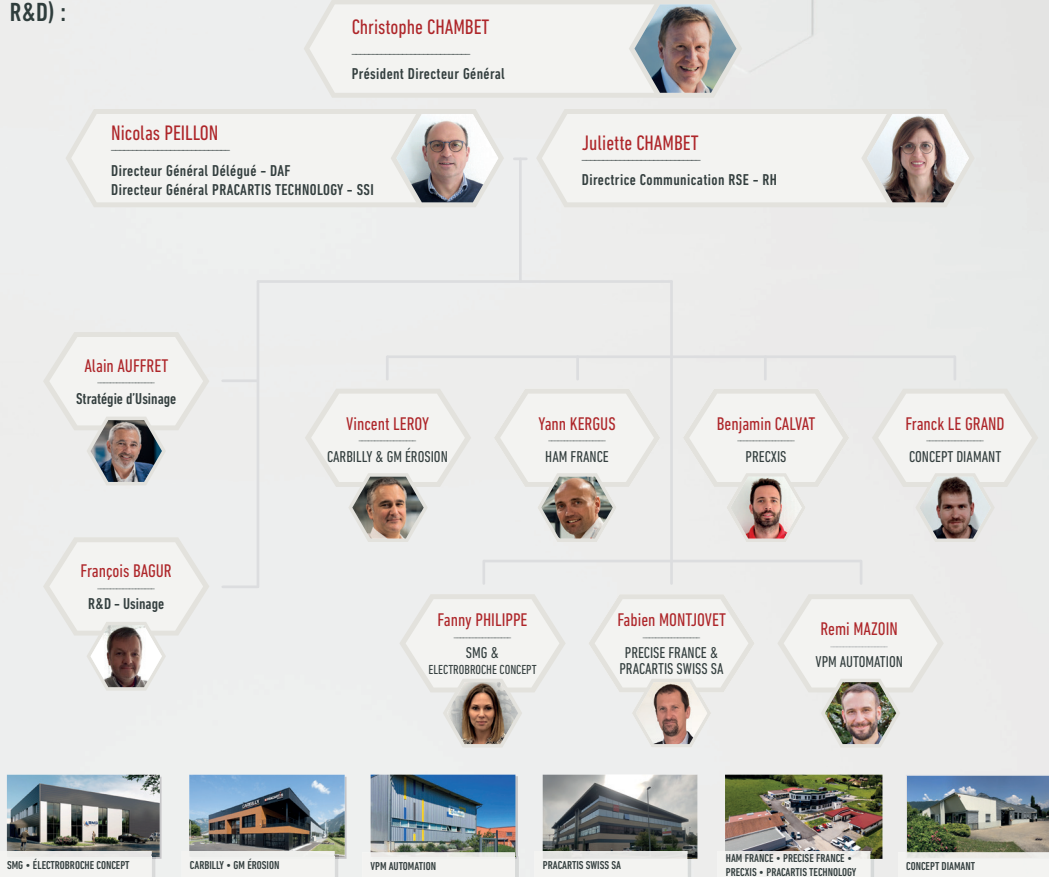 R&D) :
Christophe CHAMBET
Président Directeur Général
Nicolas PEILLON
Directeur Général Délégué - DAF
Directeur Général PRACARTIS TECHNOLOGY - SSI
Juliette CHAMBET
Directrice Communication RSE - RH
Alain AUFFRET
Stratégie d'Usinage
Vincent LEROY
CARBILLY & GM ÉROSION
Yann KERGUS
HAM FRANCE
Benjamin CALVAT
PRECXIS
Franck LE GRAND
CONCEPT DIAMANT
François BAGUR
R&D - Usinage
Fanny PHILIPPE
SMG &
ELECTROBROCHE CONCEPT
Fabien MONTJOVET
PRECISE FRANCE &
PRACARTIS SWISS SA
Remi MAZOIN
VPM AUTOMATION
SMG • ÉLECTROBROCHE CONCEPT
CARBILLY
CARBILLY • GM ÉROSION
VPM AUTOMATION
PRACARTIS SWISS SA
HAM FRANCE • PRECISE FRANCE •
PRECXIS • PRACARTIS TECHNOLOGY
CONCEPT DIAMANT